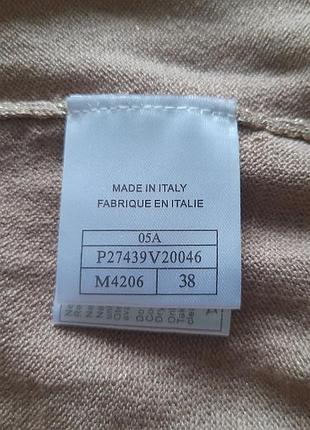 MADE IN ITALY
FABRIQUE EN ITALIE
05A
P27439V20046
M4206 38